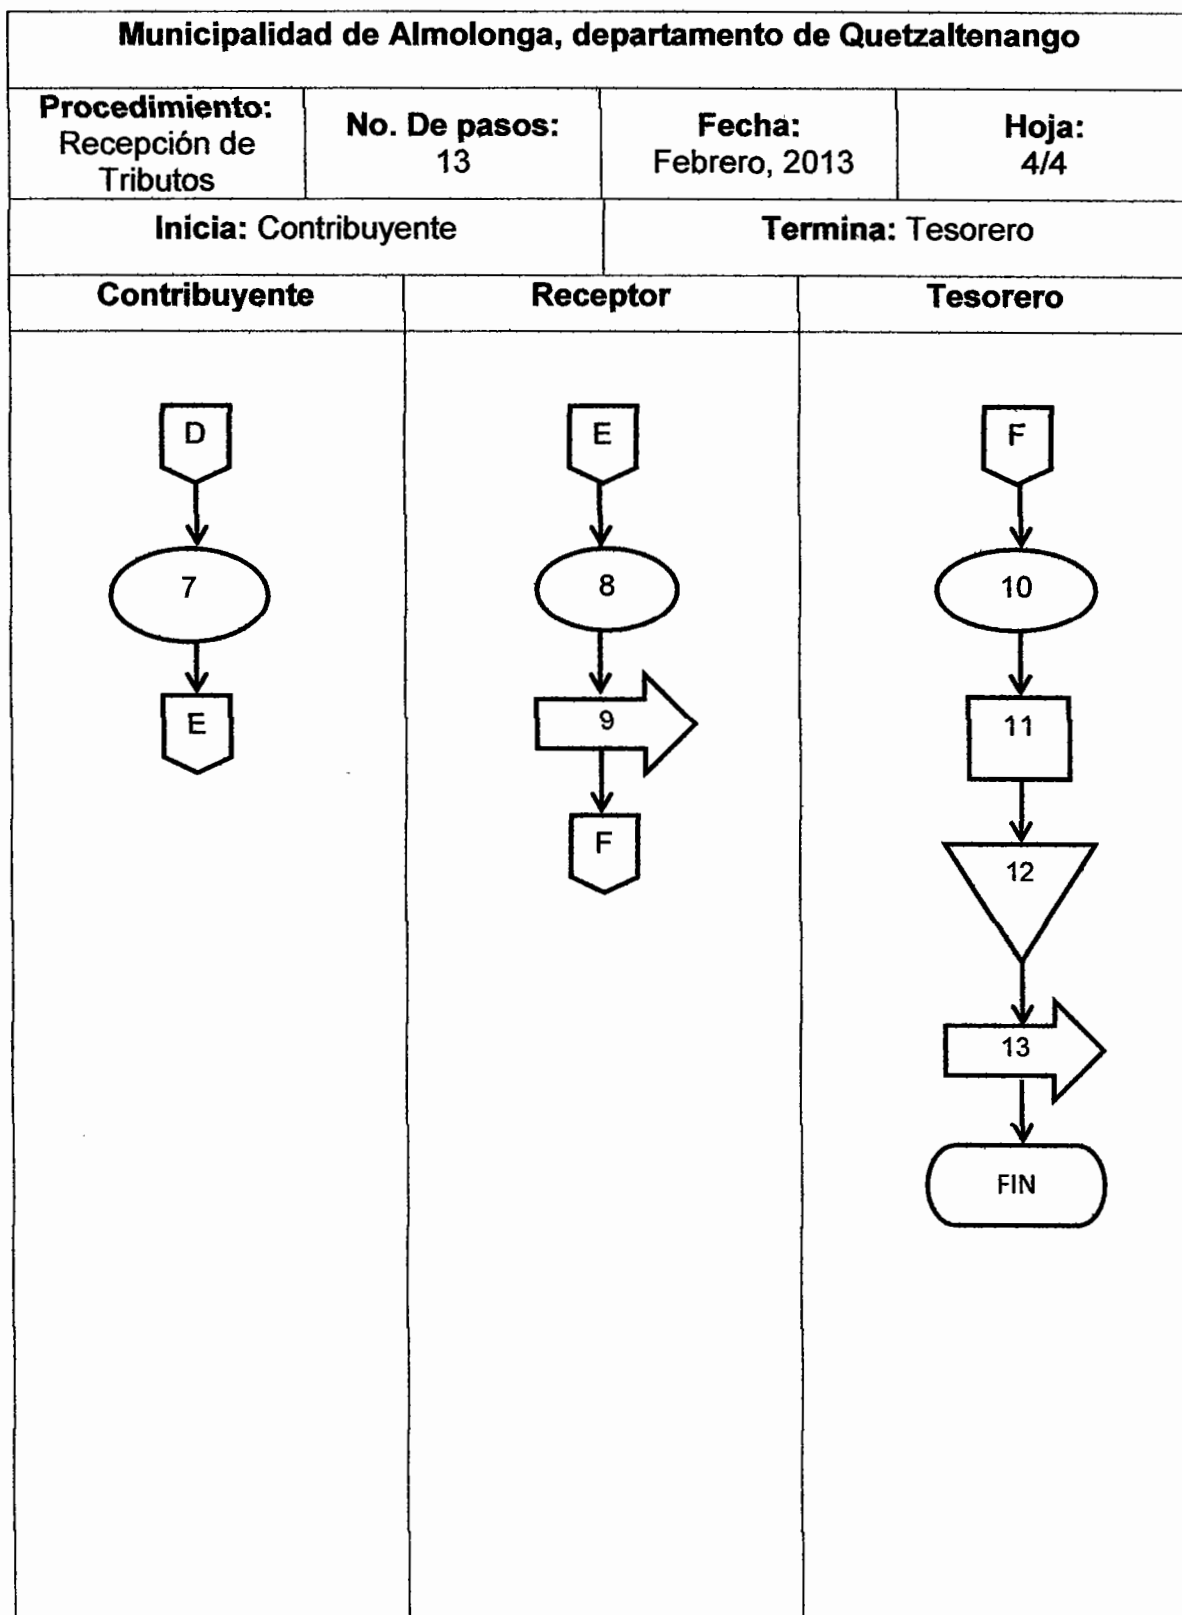 Municipalidad de Almolonga, departamento de Quetzaltenango
Procedimiento:
Recepción de
Tributos
No. De pasos:
13
Fecha:
Febrero, 2013
Hoja:
4/4
Inicia: Contribuyente
Termina: Tesorero
Contribuyente
Receptor
Tesorero
D
7
E
E
8
9
F
F
10
11
12
13
FIN